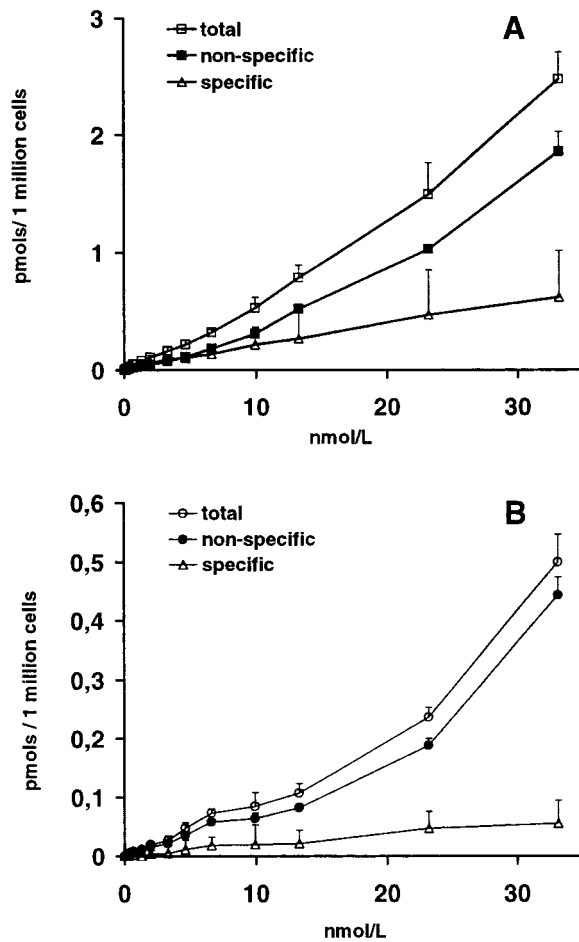 A
total
non-specific
specific
3
2
1
0
pmols/ 1 million cells
0 10 20 30
nmol/L
B
total
non-specific
specific
0,6
0,5
0,4
0,3
0,2
0,1
0
pmols / 1 million cells
0 10 20 30
nmol/L